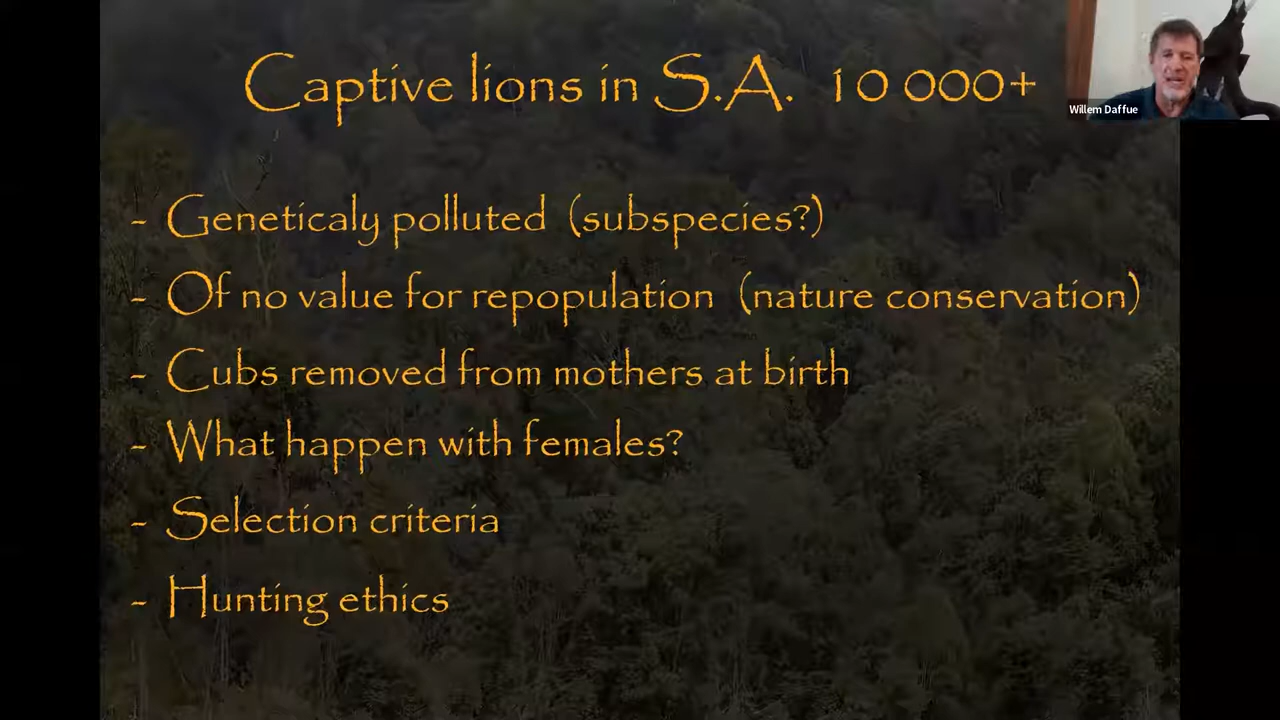 Captive lions in S.A. 10 000+
Willem Daffue
- Geneticaly polluted (subspecies?)
- Of no value for repopulation (nature conservation)
- Cubs removed from mothers at birth
- What happen with females?
- Selection criteria
- Hunting ethics